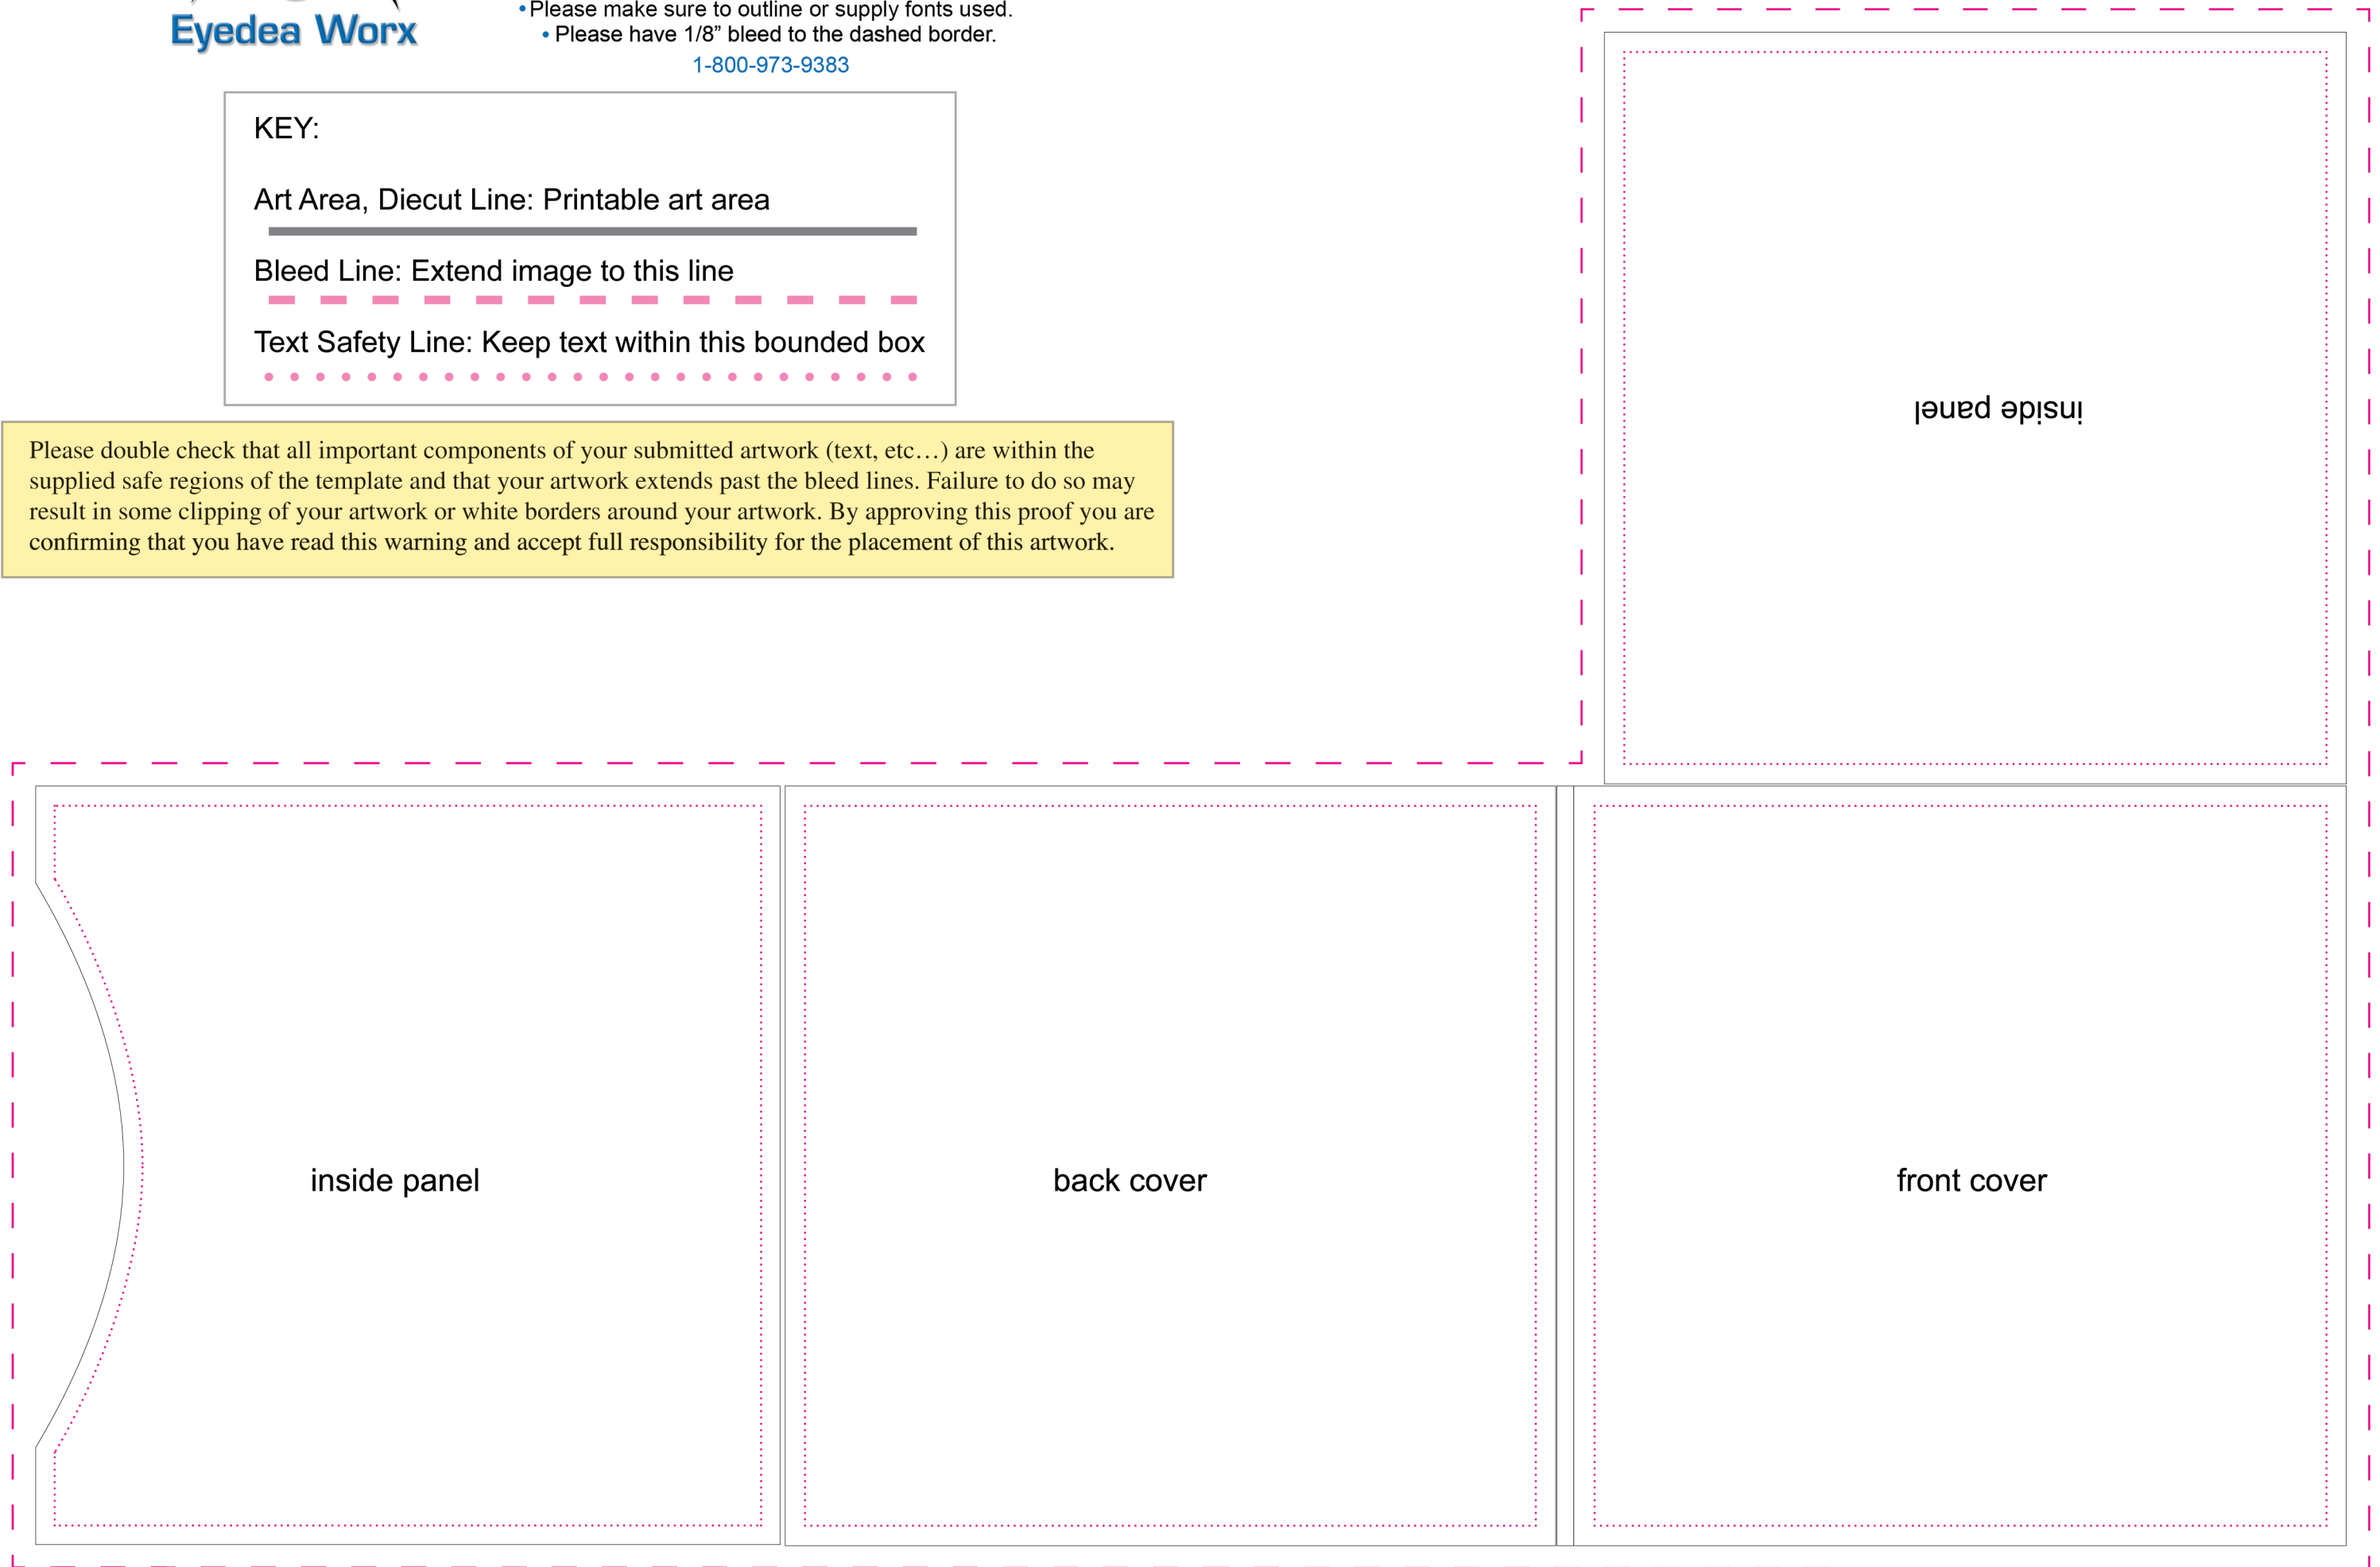 Eyedea Worx
•Please make sure to outline or supply fonts used.
• Please have 1/8” bleed to the dashed border.
1-800-973-9383
KEY:
Art Area, Diecut Line: Printable art area
Bleed Line: Extend image to this line
Text Safety Line: Keep text within this bounded box
Please double check that all important components of your submitted artwork (text, etc…) are within the
supplied safe regions of the template and that your artwork extends past the bleed lines. Failure to do so may
result in some clipping of your artwork or white borders around your artwork. By approving this proof you are
confirming that you have read this warning and accept full responsibility for the placement of this artwork.
inside panel
inside panel
back cover
front cover